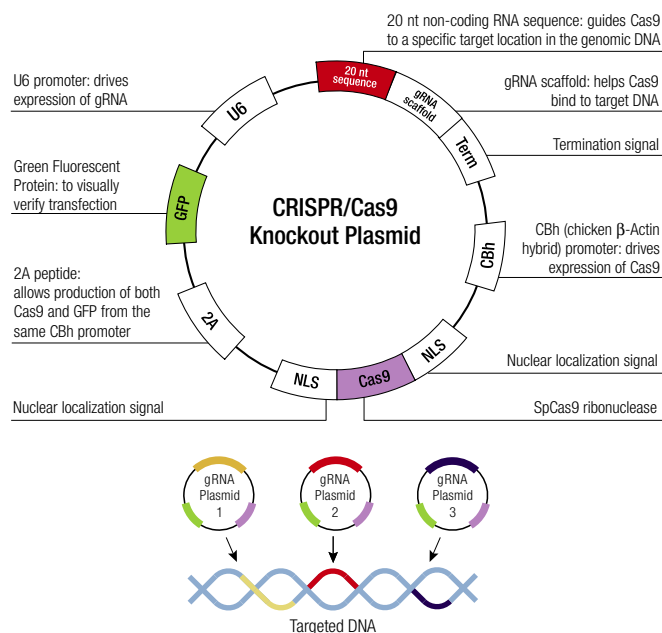 20 nt non-coding RNA sequence: guides Cas9
to a specific target location in the genomic DNA
U6 promoter: drives
expression of gRNA
20 nt
sequence
gRNA
scaffold
gRNA scaffold: helps Cas9
bind to target DNA
U6
Term
Termination signal
Green Fluorescent
Protein: to visually
verify transfection
GFP
CRISPR/Cas9
Knockout Plasmid
CBh
CBh (chicken β-Actin
hybrid) promoter: drives
expression of Cas9
2A peptide:
allows production of both
Cas9 and GFP from the
same CBh promoter
2A
NLS
Cas9
NLS
Nuclear localization signal
Nuclear localization signal
SpCas9 ribonuclease
gRNA
Plasmid
1
gRNA
Plasmid
2
gRNA
Plasmid
3
Targeted DNA